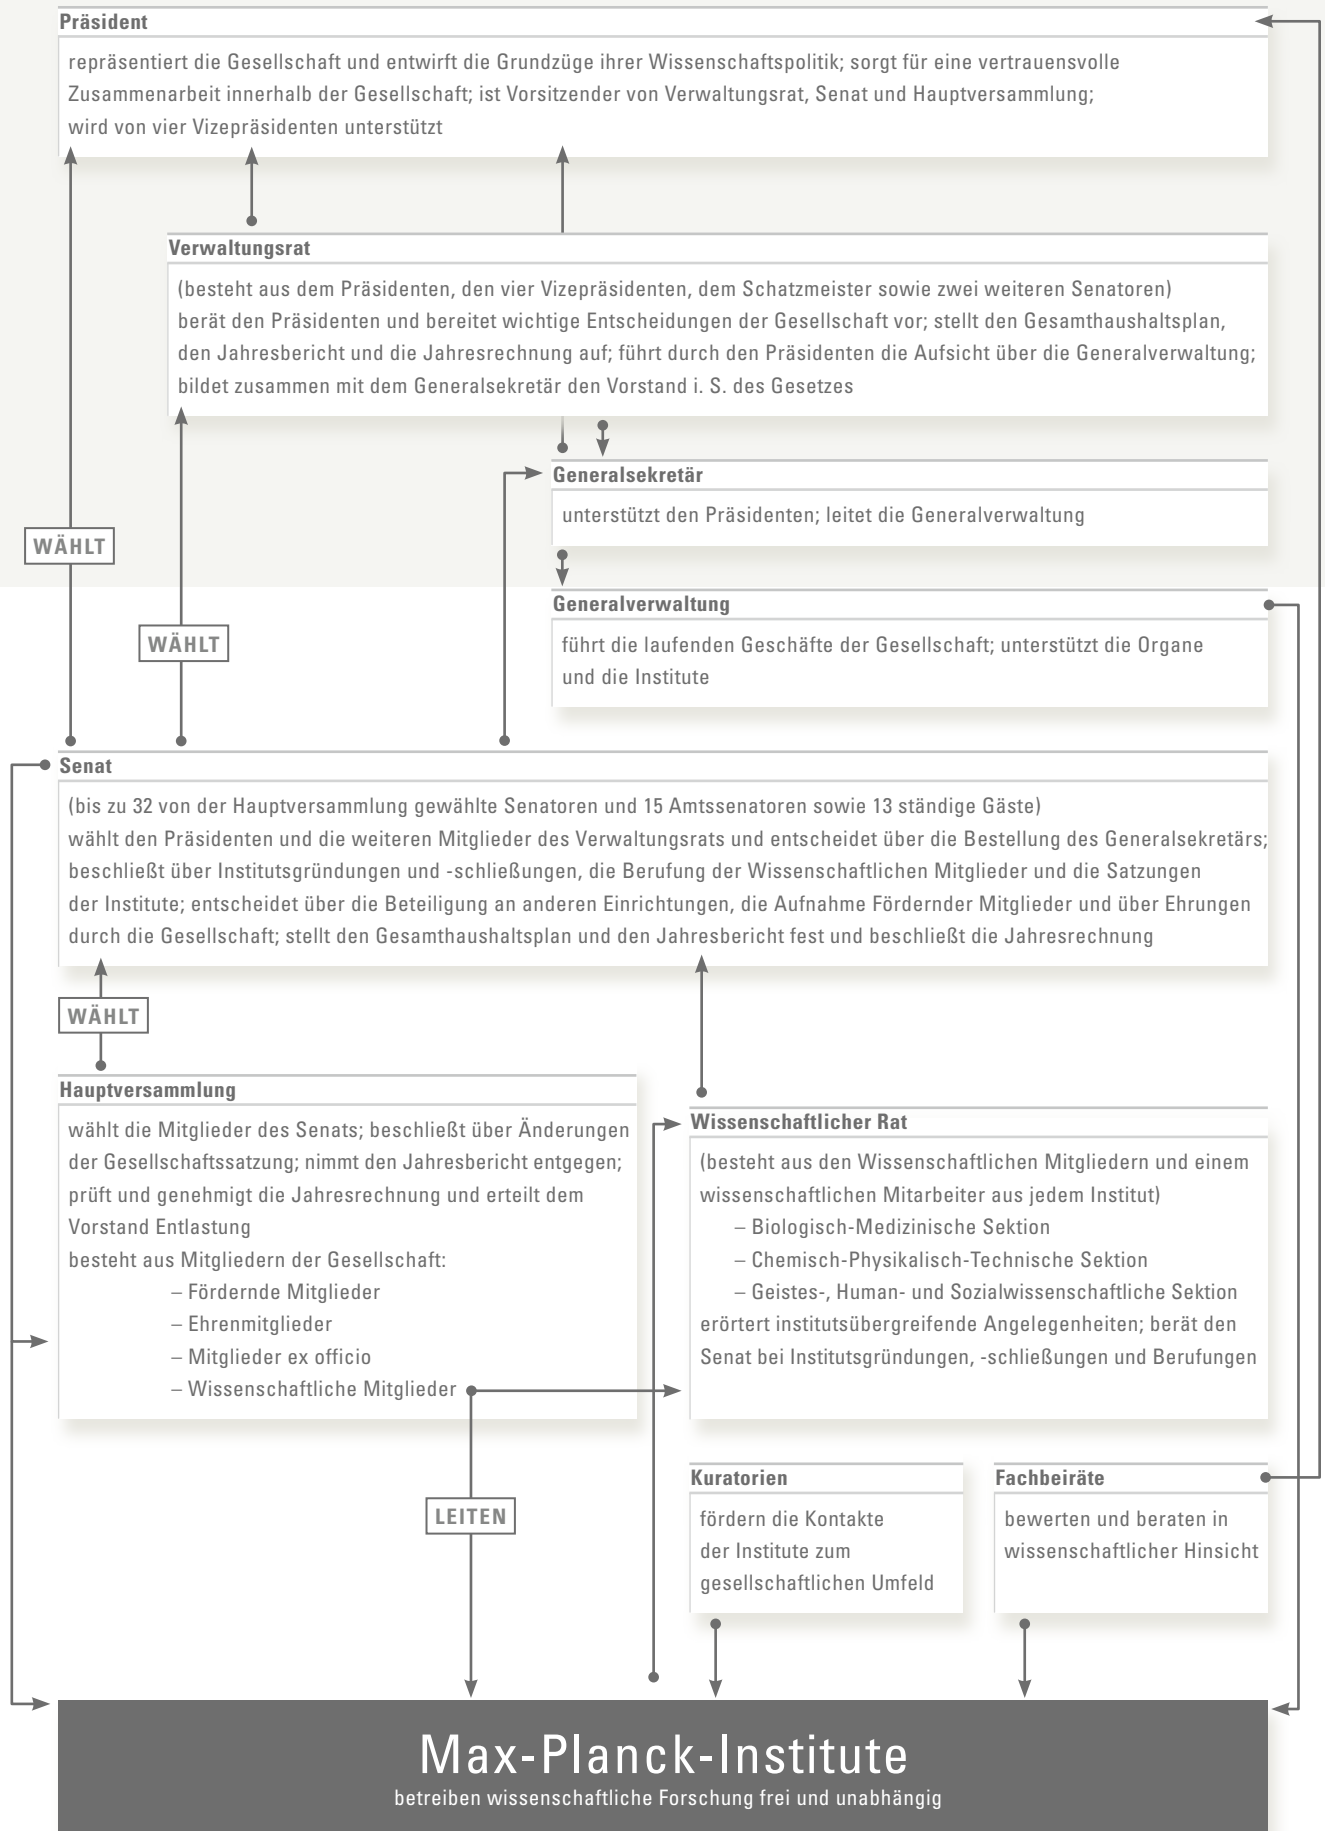 Präsident
repräsentiert die Gesellschaft und entwirft die Grundzüge ihrer Wissenschaftspolitik; sorgt für eine vertrauensvolle
Zusammenarbeit innerhalb der Gesellschaft; ist Vorsitzender von Verwaltungsrat, Senat und Hauptversammlung;
wird von vier Vizepräsidenten unterstützt
Verwaltungsrat
(besteht aus dem Präsidenten, den vier Vizepräsidenten, dem Schatzmeister sowie zwei weiteren Senatoren)
berät den Präsidenten und bereitet wichtige Entscheidungen der Gesellschaft vor; stellt den Gesamthaushaltsplan,
den Jahresbericht und die Jahresrechnung auf; führt durch den Präsidenten die Aufsicht über die Generalverwaltung;
bildet zusammen mit dem Generalsekretär den Vorstand i. S. des Gesetzes
Generalsekretär
unterstützt den Präsidenten; leitet die Generalverwaltung
WÄHLT
Generalverwaltung
führt die laufenden Geschäfte der Gesellschaft; unterstützt die Organe
und die Institute
WÄHLT
Senat
(bis zu 32 von der Hauptversammlung gewählte Senatoren und 15 Amtssenatoren sowie 13 ständige Gäste)
wählt den Präsidenten und die weiteren Mitglieder des Verwaltungsrats und entscheidet über die Bestellung des Generalsekretärs;
beschließt über Institutsgründungen und -schließungen, die Berufung der Wissenschaftlichen Mitglieder und die Satzungen
der Institute; entscheidet über die Beteiligung an anderen Einrichtungen, die Aufnahme Fördernder Mitglieder und über Ehrungen
durch die Gesellschaft; stellt den Gesamthaushaltsplan und den Jahresbericht fest und beschließt die Jahresrechnung
WÄHLT
Hauptversammlung
wählt die Mitglieder des Senats; beschließt über Änderungen
der Gesellschaftssatzung; nimmt den Jahresbericht entgegen;
prüft und genehmigt die Jahresrechnung und erteilt dem
Vorstand Entlastung
besteht aus Mitgliedern der Gesellschaft:
– Fördernde Mitglieder
– Ehrenmitglieder
– Mitglieder ex officio
– Wissenschaftliche Mitglieder
Wissenschaftlicher Rat
(besteht aus den Wissenschaftlichen Mitgliedern und einem
wissenschaftlichen Mitarbeiter aus jedem Institut)
– Biologisch-Medizinische Sektion
– Chemisch-Physikalisch-Technische Sektion
– Geistes-, Human- und Sozialwissenschaftliche Sektion
erörtert institutsübergreifende Angelegenheiten; berät den
Senat bei Institutsgründungen, -schließungen und Berufungen
LEITEN
Kuratorien
fördern die Kontakte
der Institute zum
gesellschaftlichen Umfeld
Fachbeiräte
bewerten und beraten in
wissenschaftlicher Hinsicht
Max-Planck-Institute
betreiben wissenschaftliche Forschung frei und unabhängig